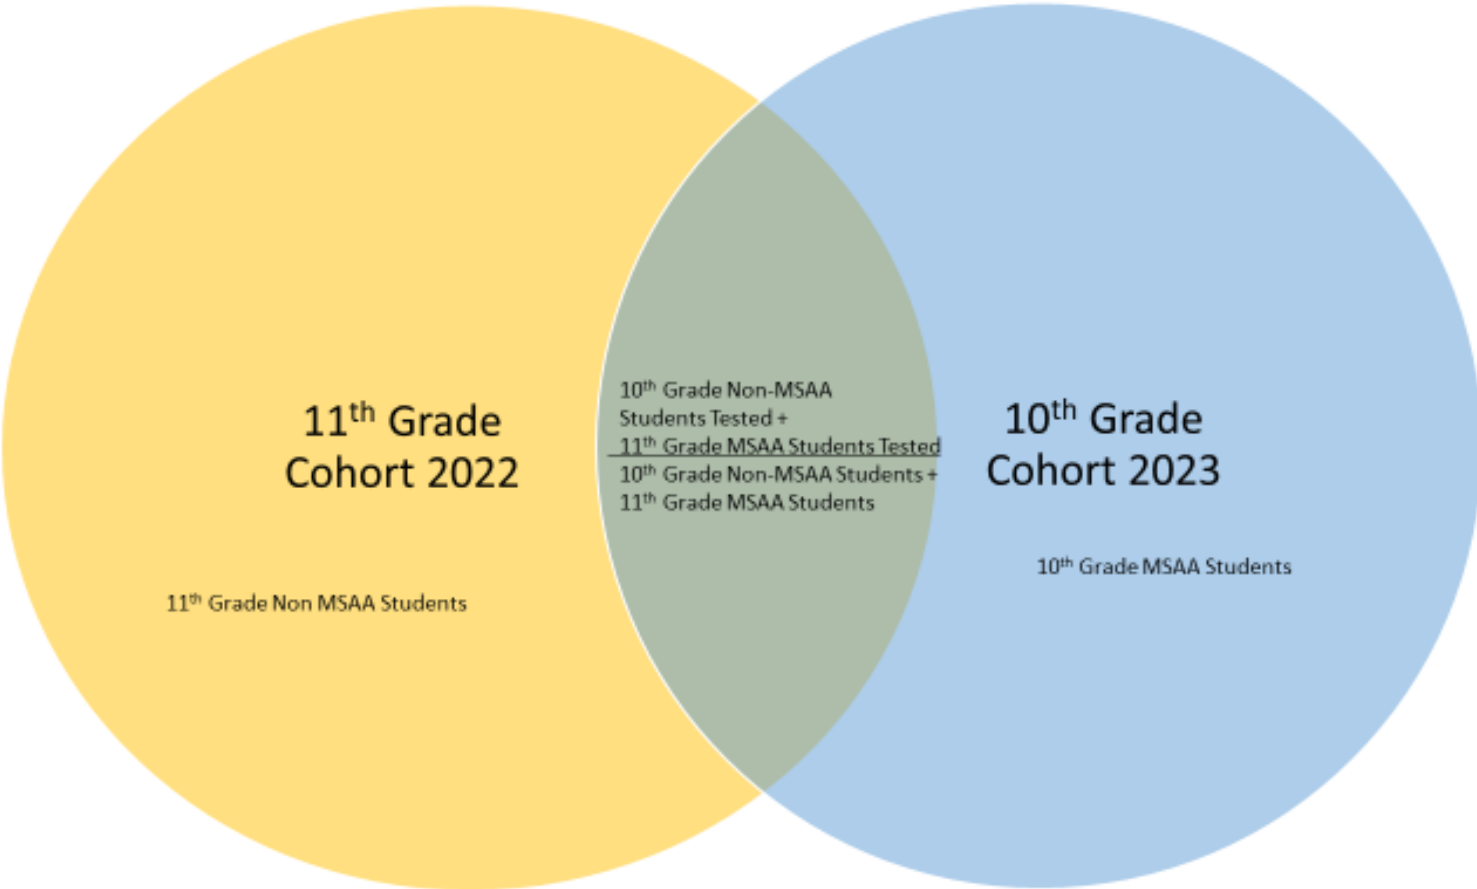 11th Grade
Cohort 2022
11th Grade Non MSAA Students
10th Grade Non-MSAA
Students Tested +
11th Grade MSAA Students Tested
10th Grade Non-MSAA Students +
11th Grade MSAA Students
10th Grade
Cohort 2023
10th Grade MSAA Students